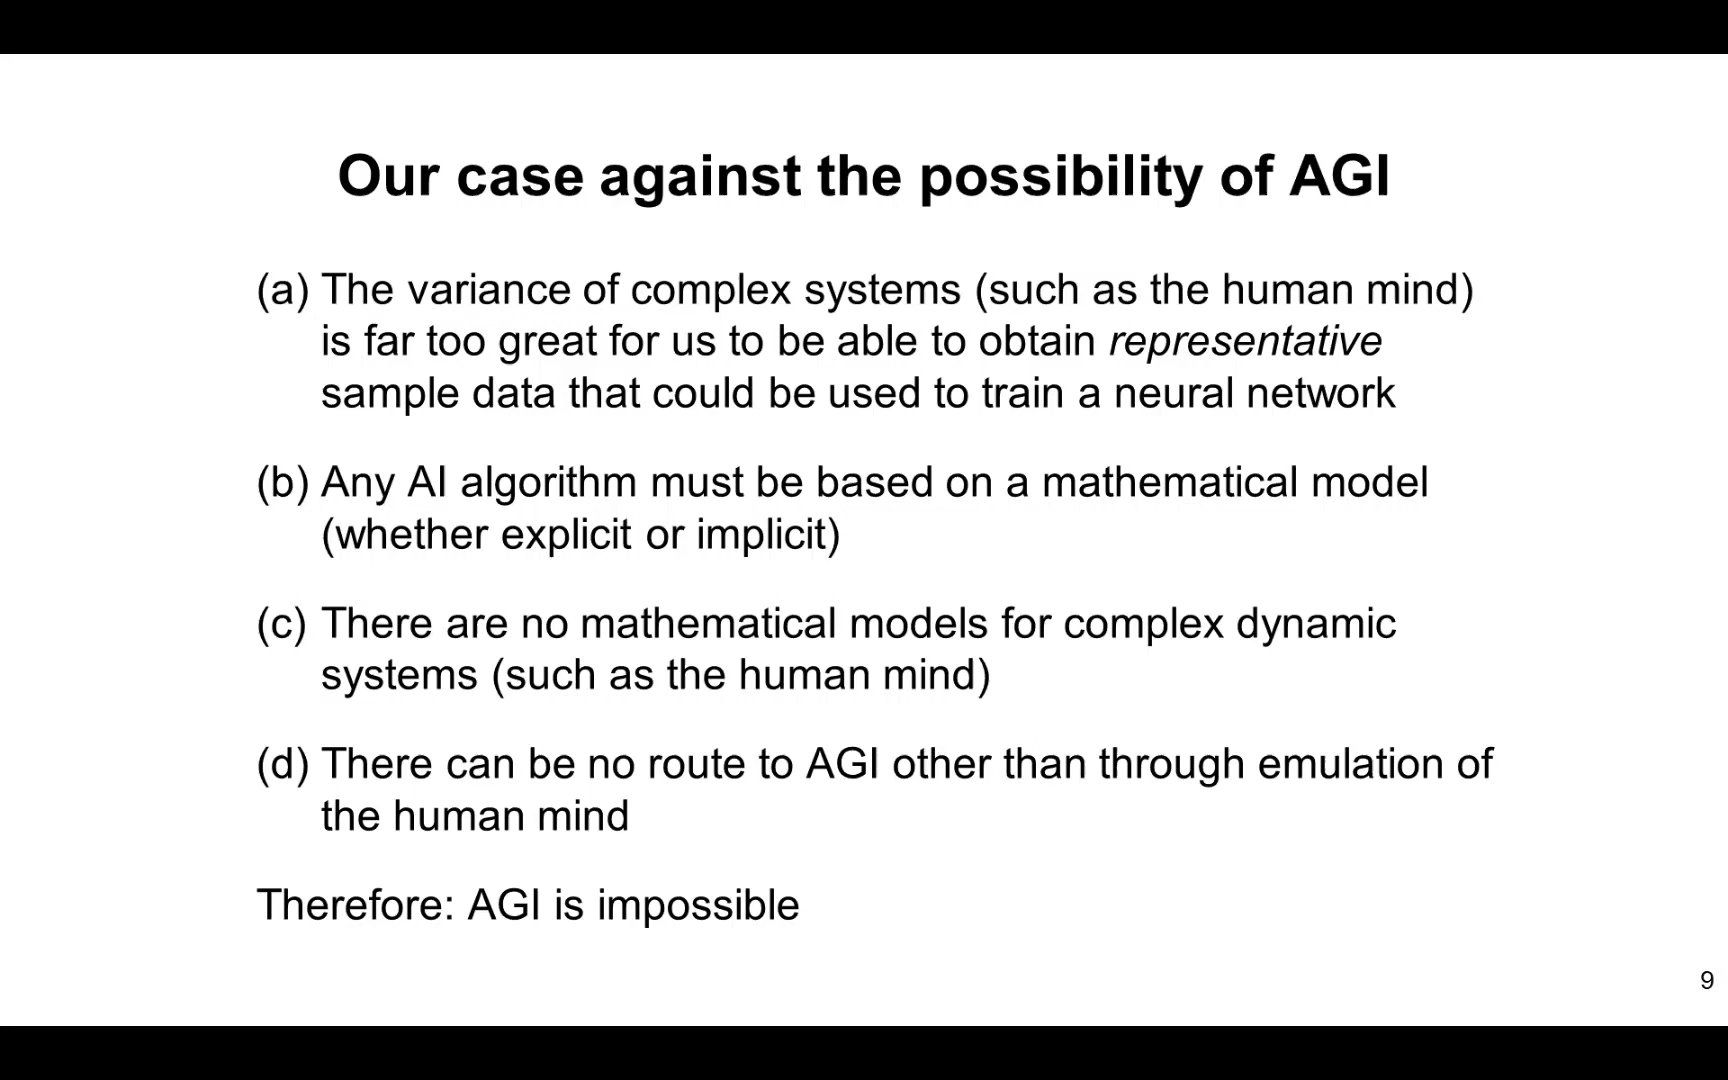 Our case against the possibility of AGI
(a) The variance of complex systems (such as the human mind)
is far too great for us to be able to obtain representative
sample data that could be used to train a neural network
(b) Any AI algorithm must be based on a mathematical model
(whether explicit or implicit)
(c) There are no mathematical models for complex dynamic
systems (such as the human mind)
(d) There can be no route to AGI other than through emulation of
the human mind
Therefore: AGI is impossible
9